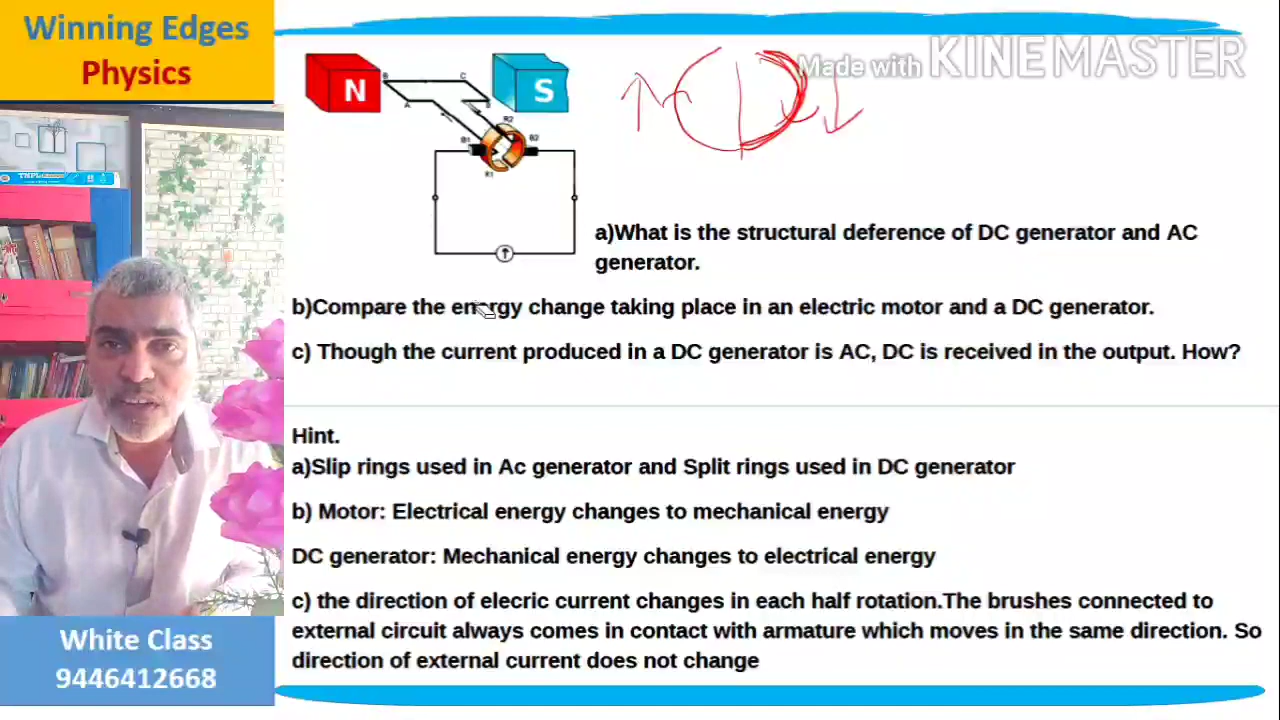 Winning Edges
Physics
Made with KINEMASTER
N
S
B
C
A
R2
B1
B2
R1
a)What is the structural deference of DC generator and AC
generator.
b)Compare the energy change taking place in an electric motor and a DC generator.
c) Though the current produced in a DC generator is AC, DC is received in the output. How?
Hint.
a)Slip rings used in Ac generator and Split rings used in DC generator
b) Motor: Electrical energy changes to mechanical energy
DC generator: Mechanical energy changes to electrical energy
c) the direction of elecric current changes in each half rotation.The brushes connected to
external circuit always comes in contact with armature which moves in the same direction. So
direction of external current does not change
White Class
9446412668